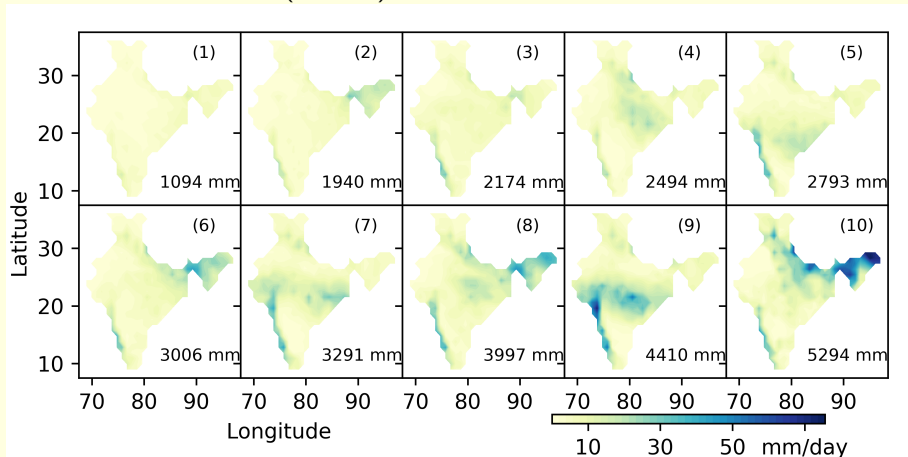 (1) (2) (3) (4) (5)
30
20
10
1094 mm 1940 mm 2174 mm 2494 mm 2793 mm
Latitude
(6) (7) (8) (9) (10)
30
20
10
3006 mm 3291 mm 3997 mm 4410 mm 5294 mm
70 80 90 70 80 90 70 80 90 70 80 90 70 80 90
Longitude
10 30 50 mm/day